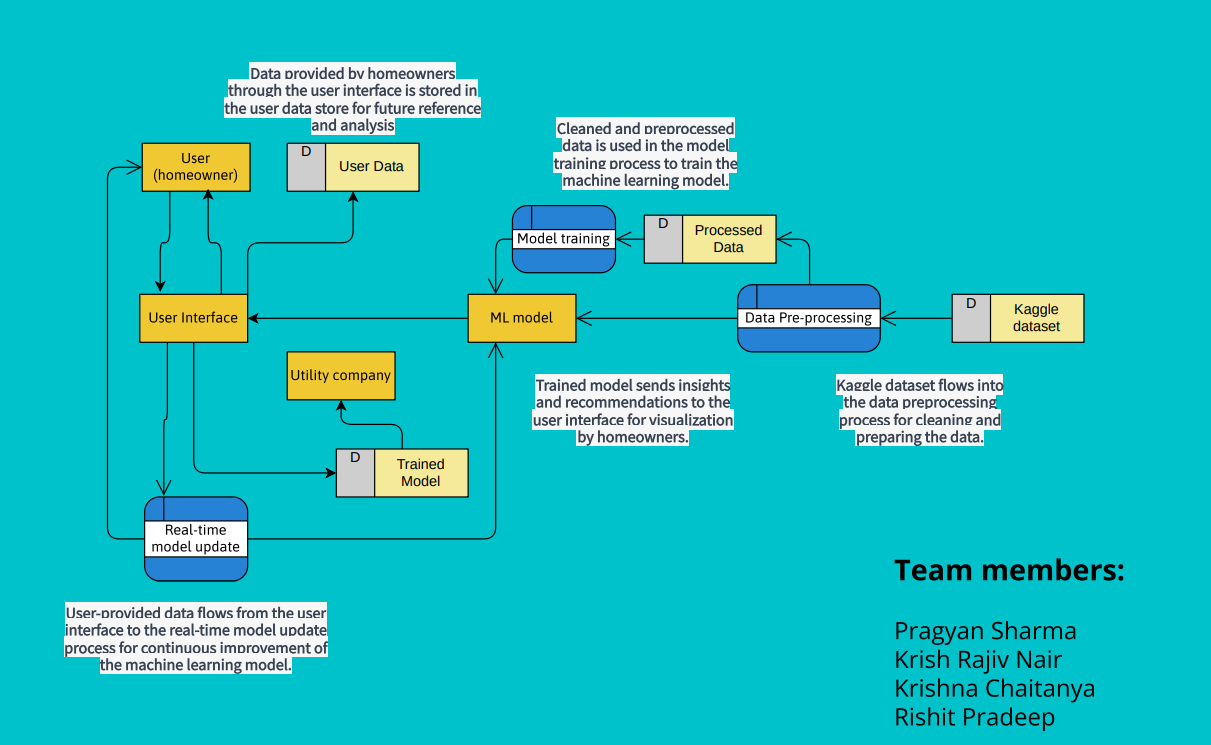 Data provided by homeowners
through the user interface is stored in
the user data store for future reference
and analysis
Cleaned and preprocessed
data is used in the model
training process to train the
machine learning model.
User
(homeowner)
D
User Data
Model training
D
Processed
Data
User Interface
ML model
Data Pre-processing
D
Kaggle
dataset
Utility company
Trained model sends insights
and recommendations to the
user interface for visualization
by homeowners.
Kaggle dataset flows into
the data preprocessing
process for cleaning and
preparing the data.
D
Trained
Model
Real-time
model update
User-provided data flows from the user
interface to the real-time model update
process for continuous improvement of
the machine learning model.
Team members:
Pragyan Sharma
Krish Rajiv Nair
Krishna Chaitanya
Rishit Pradeep